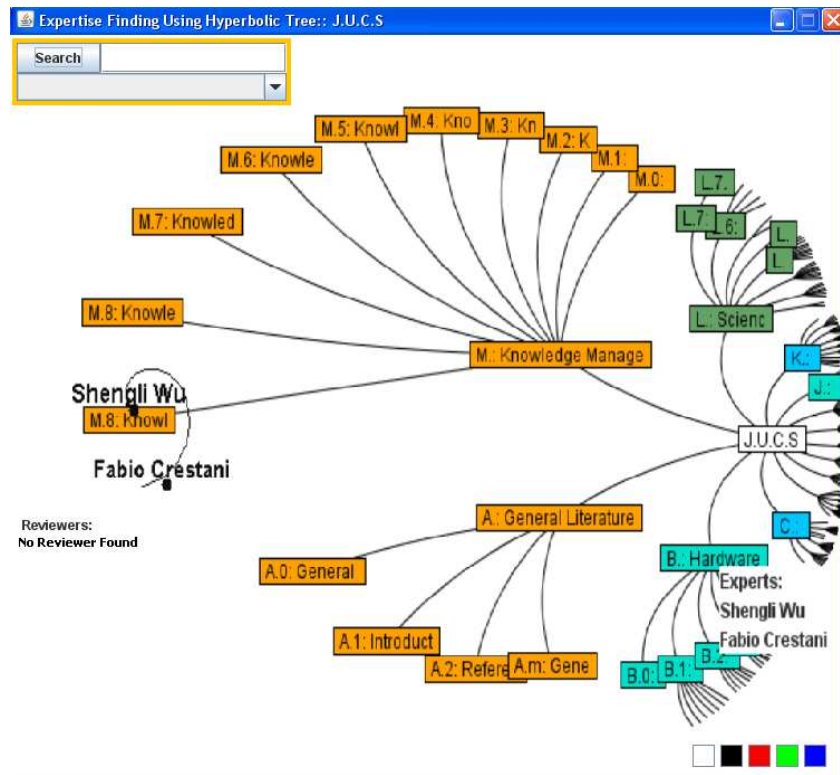 Expertise Finding Using Hyperbolic Tree:: J.U.C.S
Search
M.5: Knowl
M.4: Kno
M.3: Kn
M.2: K
M.1:
M.0:
M.6: Knowle
L.7.
M.7: Knowled
L.7:
L.6:
L.
L.
M.8: Knowle
L.: Scienc
M.: Knowledge Manage
K.:
J.:
Shengli Wu
M.8: Knowl
J.U.C.S
Fabio Crestani
A.: General Literature
C.:
Reviewers:
No Reviewer Found
B.: Hardware
A.0: General
Experts:
Shengli Wu
Fabio Crestani
A.1: Introduct
A.2: Refere
A.m: Gene
B.0:
B.1:
B.2: